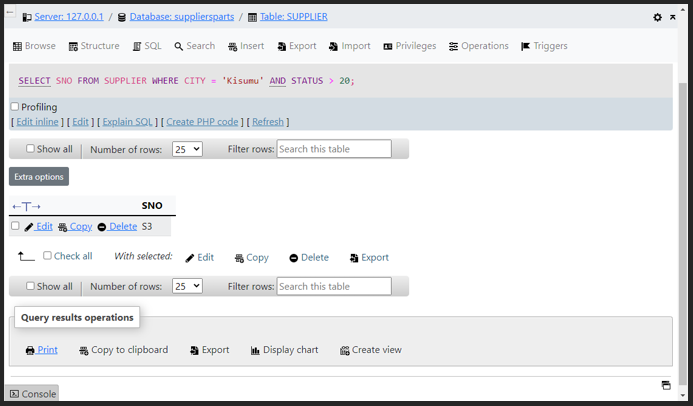 Server: 127.0.0.1 / Database: suppliersparts / Table: SUPPLIER
Browse Structure SQL Search Insert Export Import Privileges Operations Triggers
SELECT SNO FROM SUPPLIER WHERE CITY = 'Kisumu' AND STATUS > 20;
Profiling
[ Edit inline ] [ Edit ] [ Explain SQL ] [ Create PHP code ] [ Refresh ]
Show all | Number of rows: 25 Filter rows: Search this table
Extra options
←T→ SNO
Edit Copy Delete S3
Check all With selected: Edit Copy Delete Export
Show all | Number of rows: 25 Filter rows: Search this table
Query results operations
Print Copy to clipboard Export Display chart Create view
Console